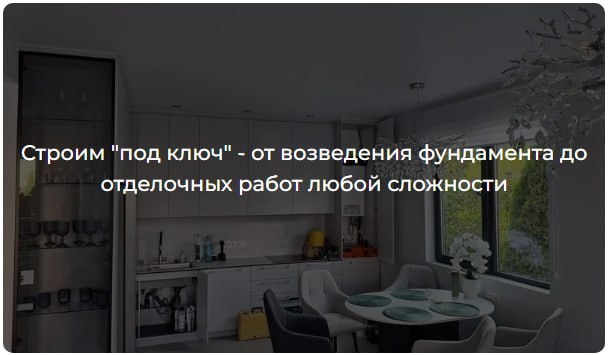 Строим "под ключ" - от возведения фундамента до
отделочных работ любой сложности